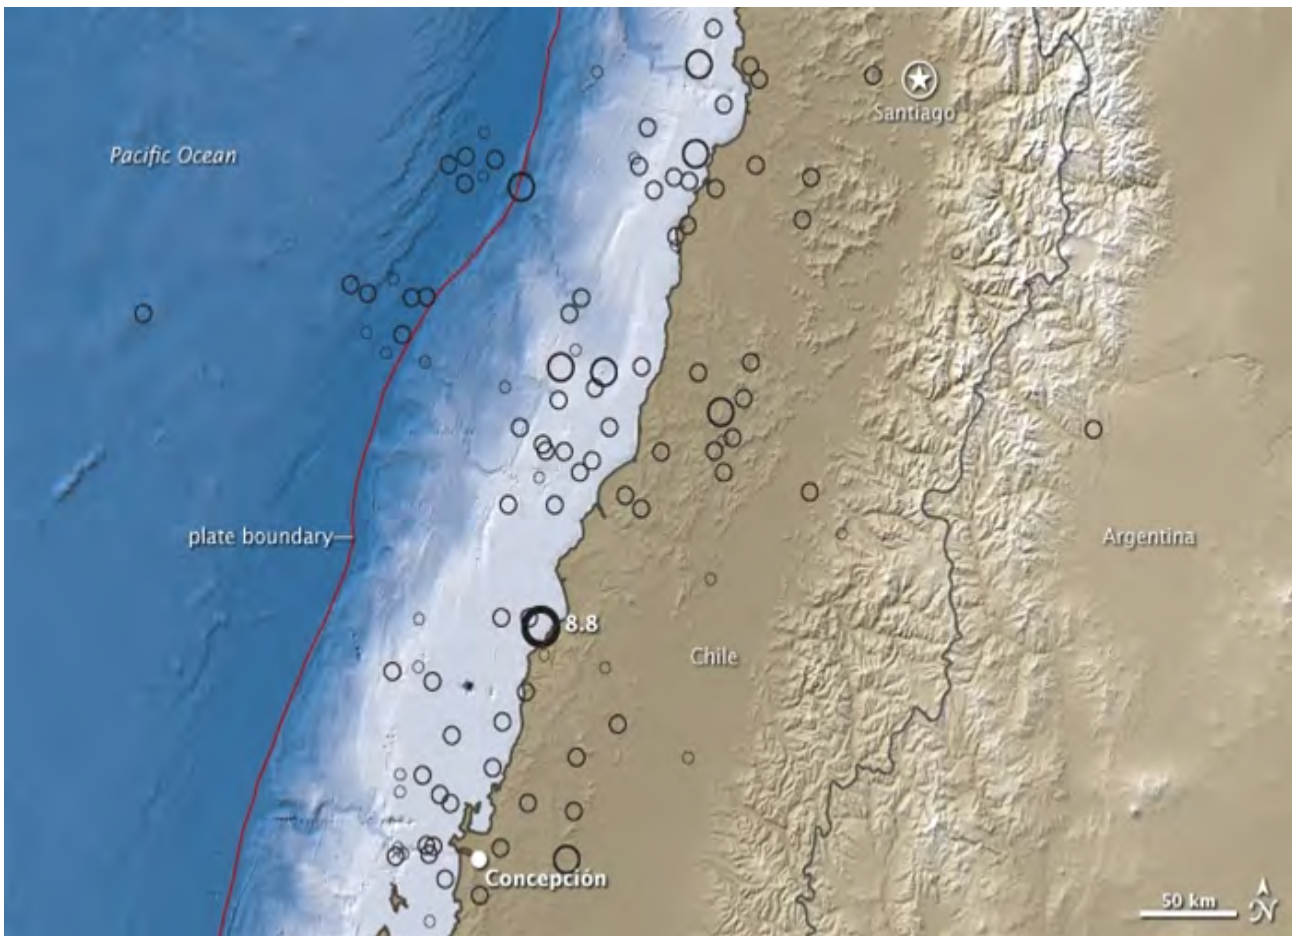 Santiago
Pacific Ocean
plate boundary
Argentina
8.8
Chile
Concepción
50 km
N